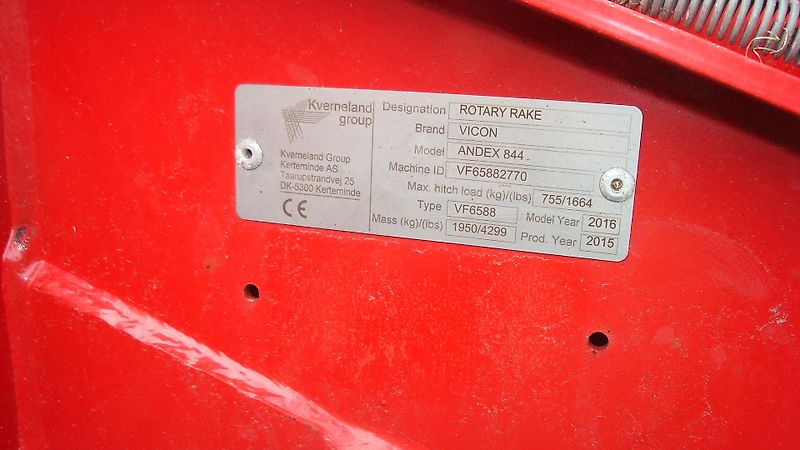 Kverneland
group
Kverneland Group
Kerteminde AS
Taarupstrandvej 25
DK-5300 Kerteminde
CE
Designation ROTARY RAKE
Brand VICON
Model ANDEX 844
Machine ID VF65882770
Max. hitch load (kg)/(lbs) 755/1664
Type VF6588 Model Year 2016
Mass (kg)/(lbs) 1950/4299 Prod. Year 2015